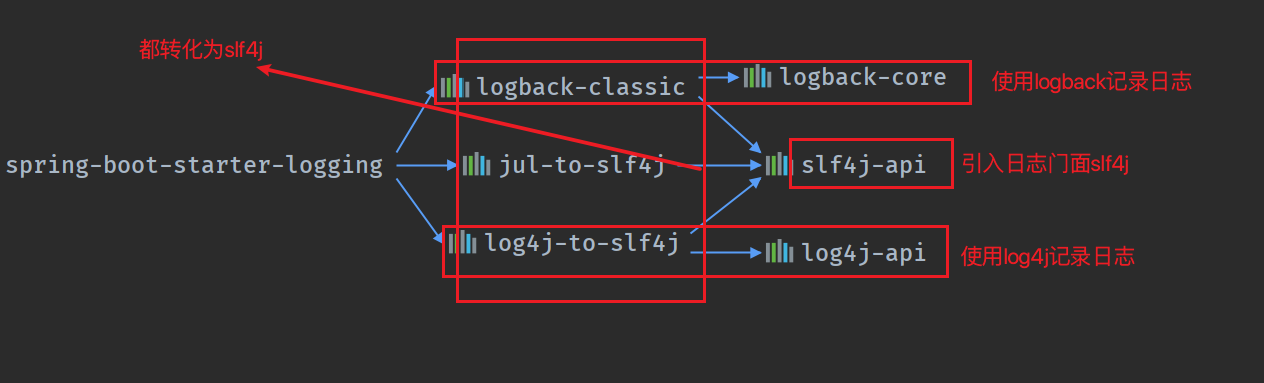 都转化为slf4j
logback-classic
logback-core
使用logback记录日志
spring-boot-starter-logging
jul-to-slf4j
slf4j-api
引入日志门面slf4j
log4j-to-slf4j
log4j-api
使用log4j记录日志